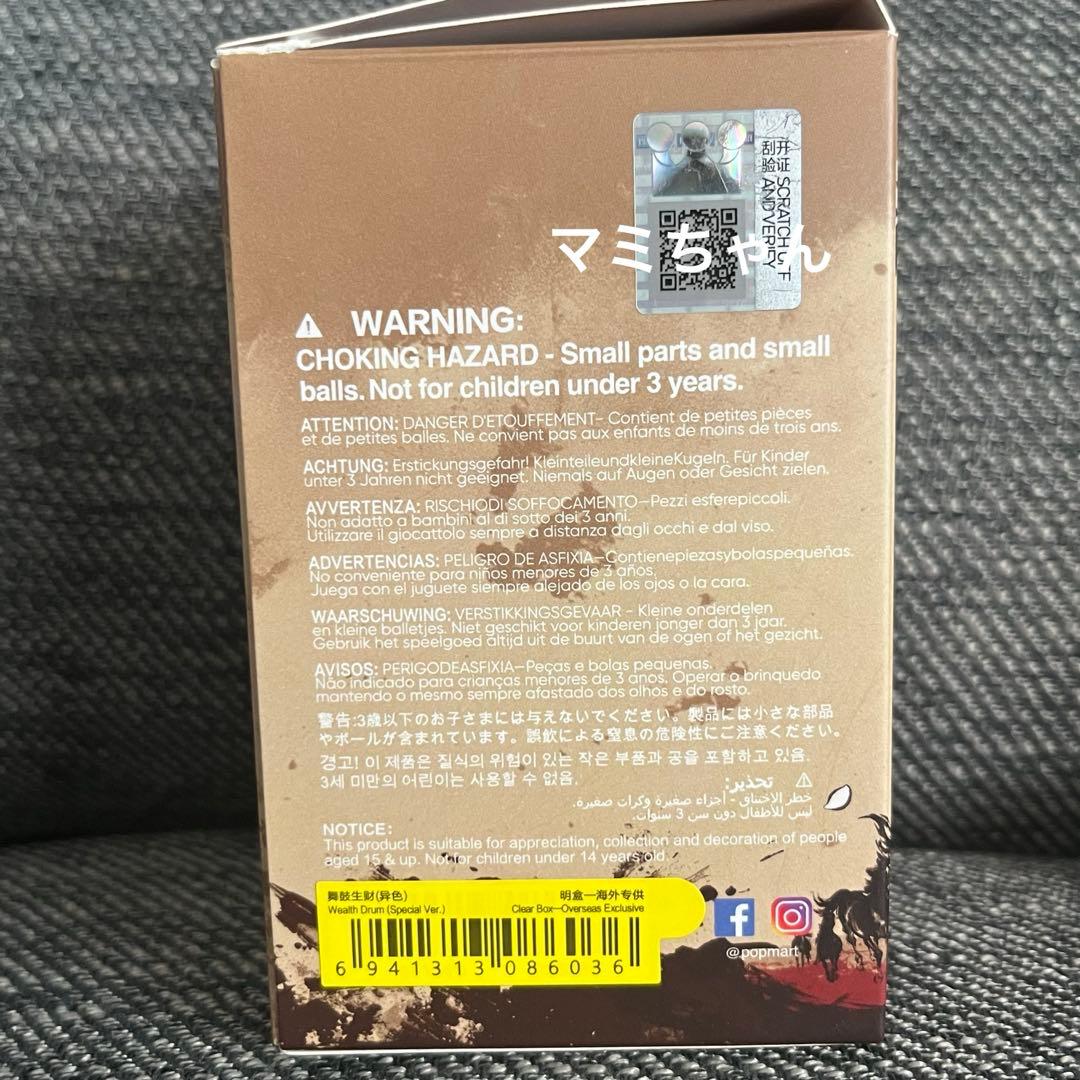 开 证 SCRATCH OFF
刮 验 AND VERIFY
マミちゃん
WARNING:
CHOKING HAZARD - Small parts and small
balls. Not for children under 3 years.
ATTENTION: DANGER D'ETOUFFEMENT- Contient de petites pièces
et de petites balles. Ne convient pas aux enfants de moins de trois ans.
ACHTUNG: Erstickungsgefahr! KleinteileundkleineKugeln. Für Kinder
unter 3 Jahren nicht geeignet. Niemals auf Augen oder Gesicht zielen.
AVVERTENZA: RISCHIODI SOFFOCAMENTO—Pezzi esferepiccoli.
Non adatto a bambini al di sotto dei 3 anni.
Utilizzare il giocattolo sempre a distanza dagli occhi e dal viso.
ADVERTENCIAS: PELIGRO DE ASFIXIA—Contienepiezasybolaspequeñas.
No conveniente para niños menores de 3 años.
Juega con el juguete siempre alejado de los ojos o la cara.
WAARSCHUWING: VERSTIKKINGSGEVAAR - Kleine onderdelen
en kleine balletjes. Niet geschikt voor kinderen jonger dan 3 jaar.
Gebruik het speelgoed altijd uit de buurt van de ogen of het gezicht.
AVISOS: PERIGODEASFIXIA—Peças e bolas pequenas.
Não indicado para crianças menores de 3 anos. Operar o brinquedo
mantendo o mesmo sempre afastado dos olhos e do rosto.
警告:3歳以下のお子さまには与えないでください。製品には小さな部品
やボールが含まれています。誤飲による窒息の危険性にご注意ください。
경고! 이 제품은 질식의 위험이 있는 작은 부품과 공을 포함하고 있음.
3세 미만의 어린이는 사용할 수 없음.
تحذير:
خطر الاختناق - أجزاء صغيرة وكرات صغيرة.
ليس للأطفال دون سن 3 سنوات.
NOTICE:
This product is suitable for appreciation, collection and decoration of people
aged 15 & up. Not for children under 14 years old.
舞鼓生财(异色) 明盒—海外专供
Wealth Drum (Special Ver.) Clear Box—Overseas Exclusive
6 941313 086036
@popmart